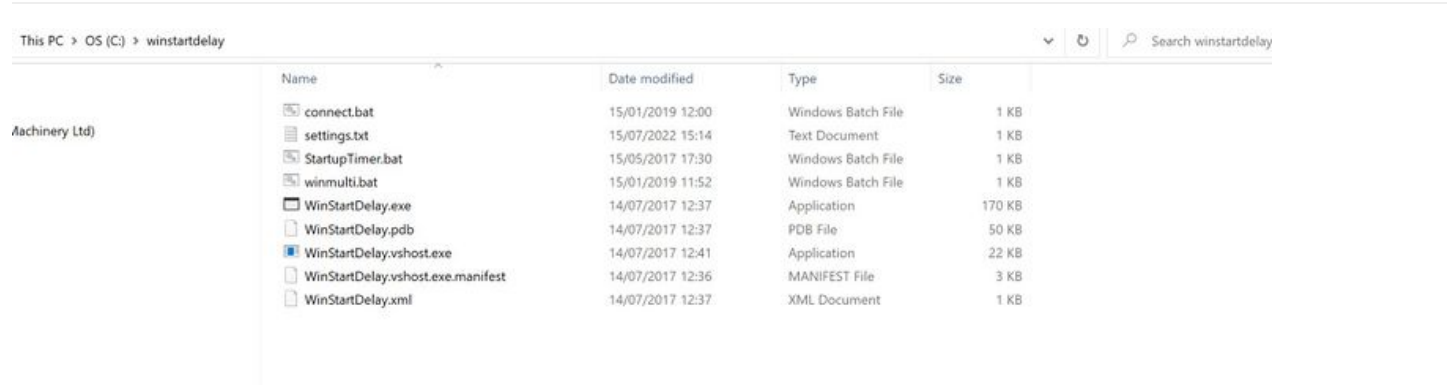 This PC > OS (C:) > winstartdelay Search winstartdelay
Name Date modified Type Size
connect.bat 15/01/2019 12:00 Windows Batch File 1 KB
Machinery Ltd) settings.txt 15/07/2022 15:14 Text Document 1 KB
StartupTimer.bat 15/05/2017 17:30 Windows Batch File 1 KB
winmulti.bat 15/01/2019 11:52 Windows Batch File 1 KB
WinStartDelay.exe 14/07/2017 12:37 Application 170 KB
WinStartDelay.pdb 14/07/2017 12:37 PDB File 50 KB
WinStartDelay.vshost.exe 14/07/2017 12:41 Application 22 KB
WinStartDelay.vshost.exe.manifest 14/07/2017 12:36 MANIFEST File 3 KB
WinStartDelay.xml 14/07/2017 12:37 XML Document 1 KB